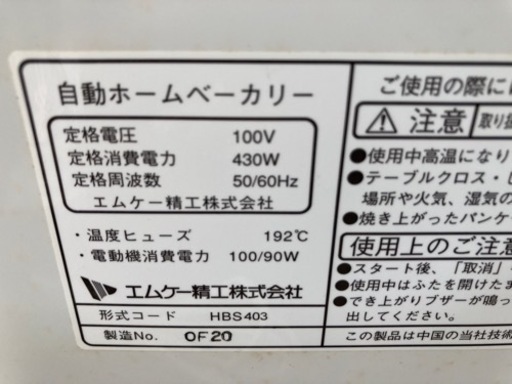 自動ホームベーカリー
定格電圧 100V
定格消費電力 430W
定格周波数 50/60Hz
エムケー精工株式会社
・温度ヒューズ 192℃
・電動機消費電力 100/90W
エムケー精工株式会社
形式コード HBS403
製造No. OF20
ご使用の際に
注意 取り扱
●使用中高温になり
●テーブルクロス・し
場所や火気、湿気の
●焼き上がったパンケ
使用上のご注意
●スタート後、「取消」
●使用中はふたを開けたま
●でき上がりブザーが鳴っ
出してください。
この製品は中国の当社技術